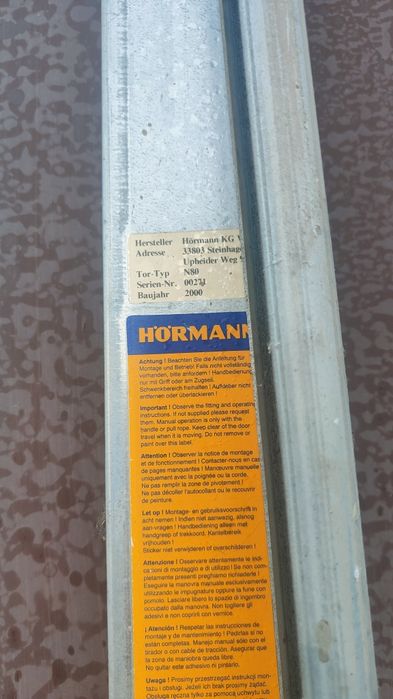 Hersteller Hörmann KG
Adresse 33803 Steinhage
Upheider Weg
Tor-Typ N80
Serien-Nr. 00271
Baujahr 2000
HÖRMANN
Achtung ! Beachten Sie die Anleitung für
Montage und Betrieb! Falls nicht vollständig
vorhanden, bitte anfordern ! Handbedienung
nur mit Griff oder am Zugseil.
Schwenkbereich freihalten ! Aufkleber nicht
entfernen oder überlackieren !
Important ! Observe the fitting and operating
instructions. If not supplied please request
them. Manual operation is only with the
handle or pull rope. Keep clear of the door
travel when it is moving. Do not remove or
paint over this label.
Attention ! Observer la notice de montage
et de fonctionnement ! Contacter-nous en cas
de pages manquantes ! Manœuvre manuelle
uniquement avec la poignée ou la corde.
Ne pas remplir la zone de pivotement !
Ne pas décoller l'autocollant ou le recouvrir
de peinture.
Let op ! Montage- en gebruiksvoorschrift in
acht nemen ! Indien niet aanwezig, alsnog
aan-vragen ! Handbediening alleen met
handgreep of trekkoord. Kantelbereik
vrijhouden !
Sticker niet verwijderen of overschilderen !
Attenzione ! Osservare attentamente le indi-
cazioni di montaggio e di utilizzo ! Se non com-
pletamente presenti preghiamo richiederle !
Eseguire la manovra manuale esclusivamente
utilizzando le impugnature oppure la fune con
pomolo. Lasciare libero lo spazio di ingombro
occupato dalla manovra. Non togliere gli
adesivi e non coprirli con vernice.
¡ Atención ! Respetar las instrucciones de
montaje y de mantenimiento ! Pedirlas si no
están completas. Manejo manual sólo con el
tirador o con cable de tracción. Asegurar que
la zona de maniobra quede libre.
No quitar este adhesivo ni pintarlo.
Uwaga ! Prosimy przestrzegać instrukcji mon-
tażu i obsługi. Jeżeli ich brak prosimy żądać.
Obsługa ręczna tylko za pomocą uchwytu lub